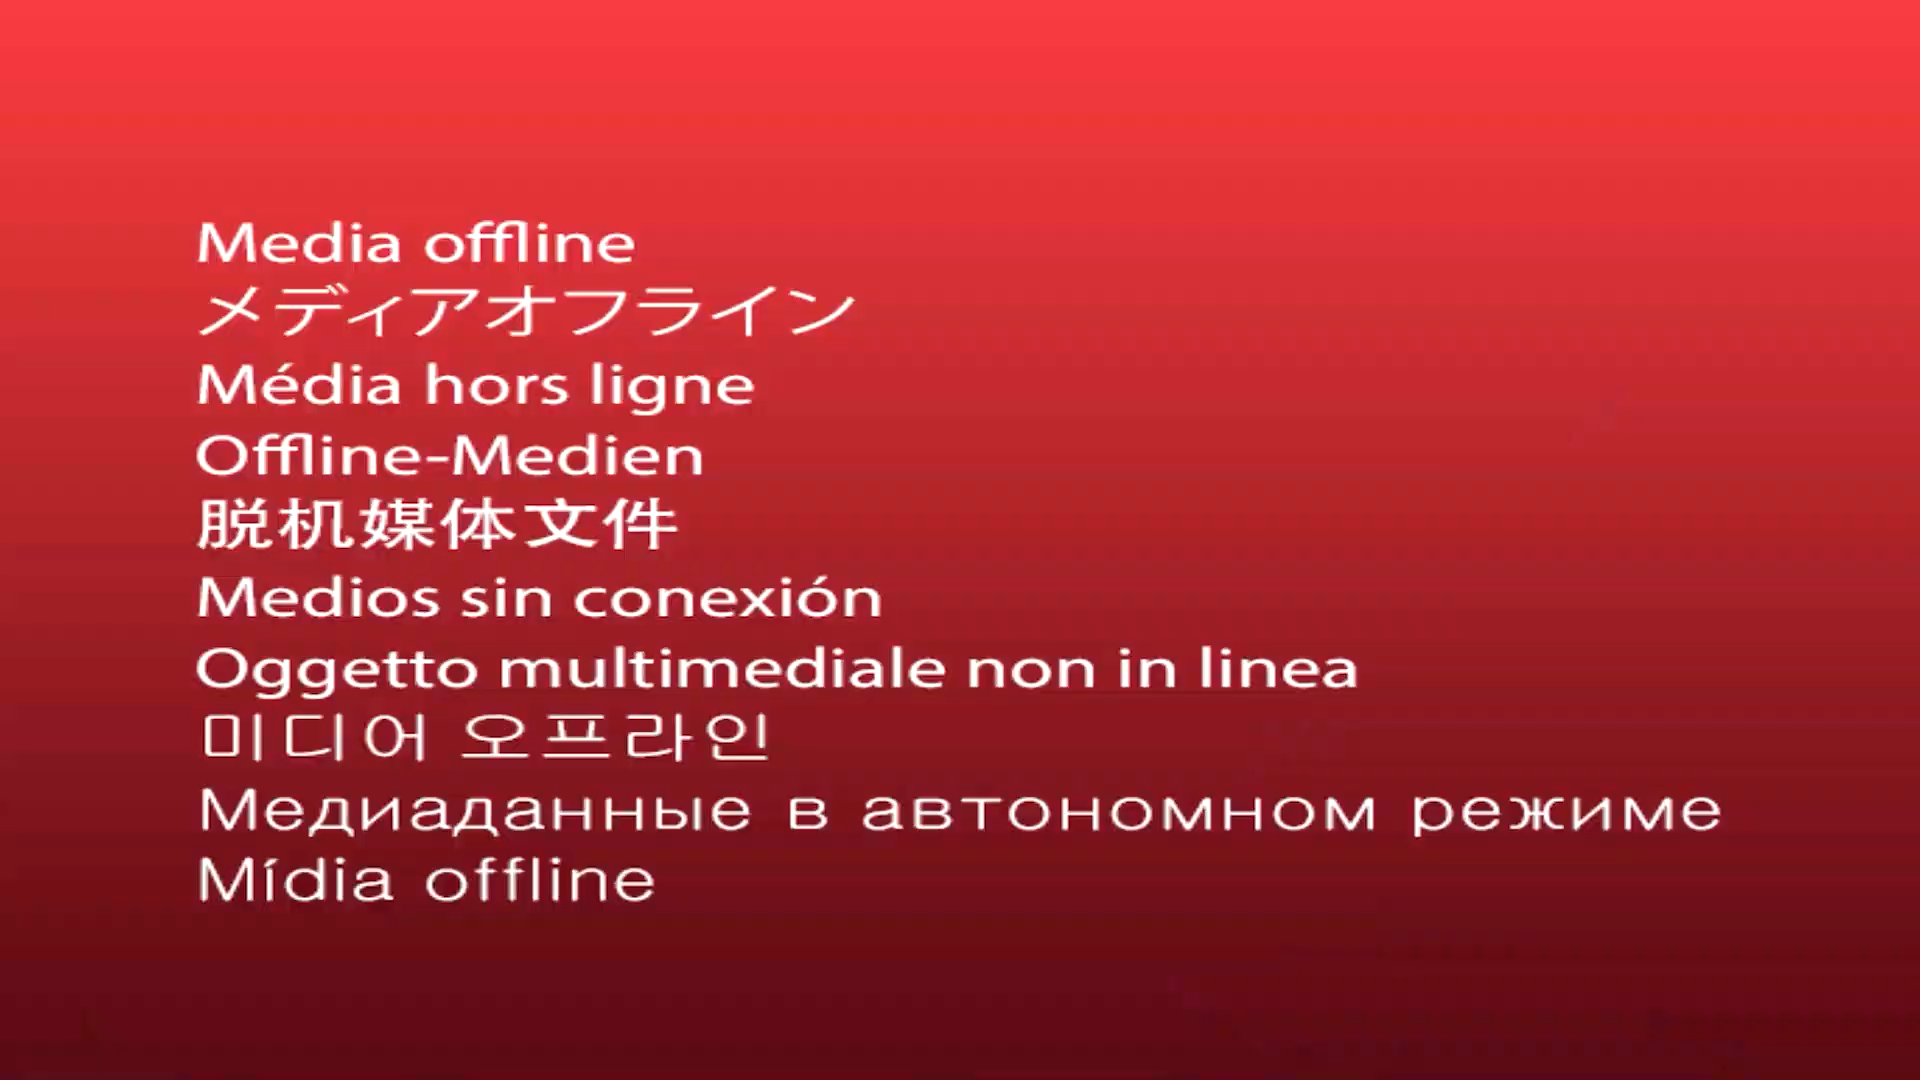 Media offline
メディアオフライン
Média hors ligne
Offline-Medien
脱机媒体文件
Medios sin conexión
Oggetto multimediale non in linea
미디어 오프라인
Медиаданные в автономном режиме
Mídia offline